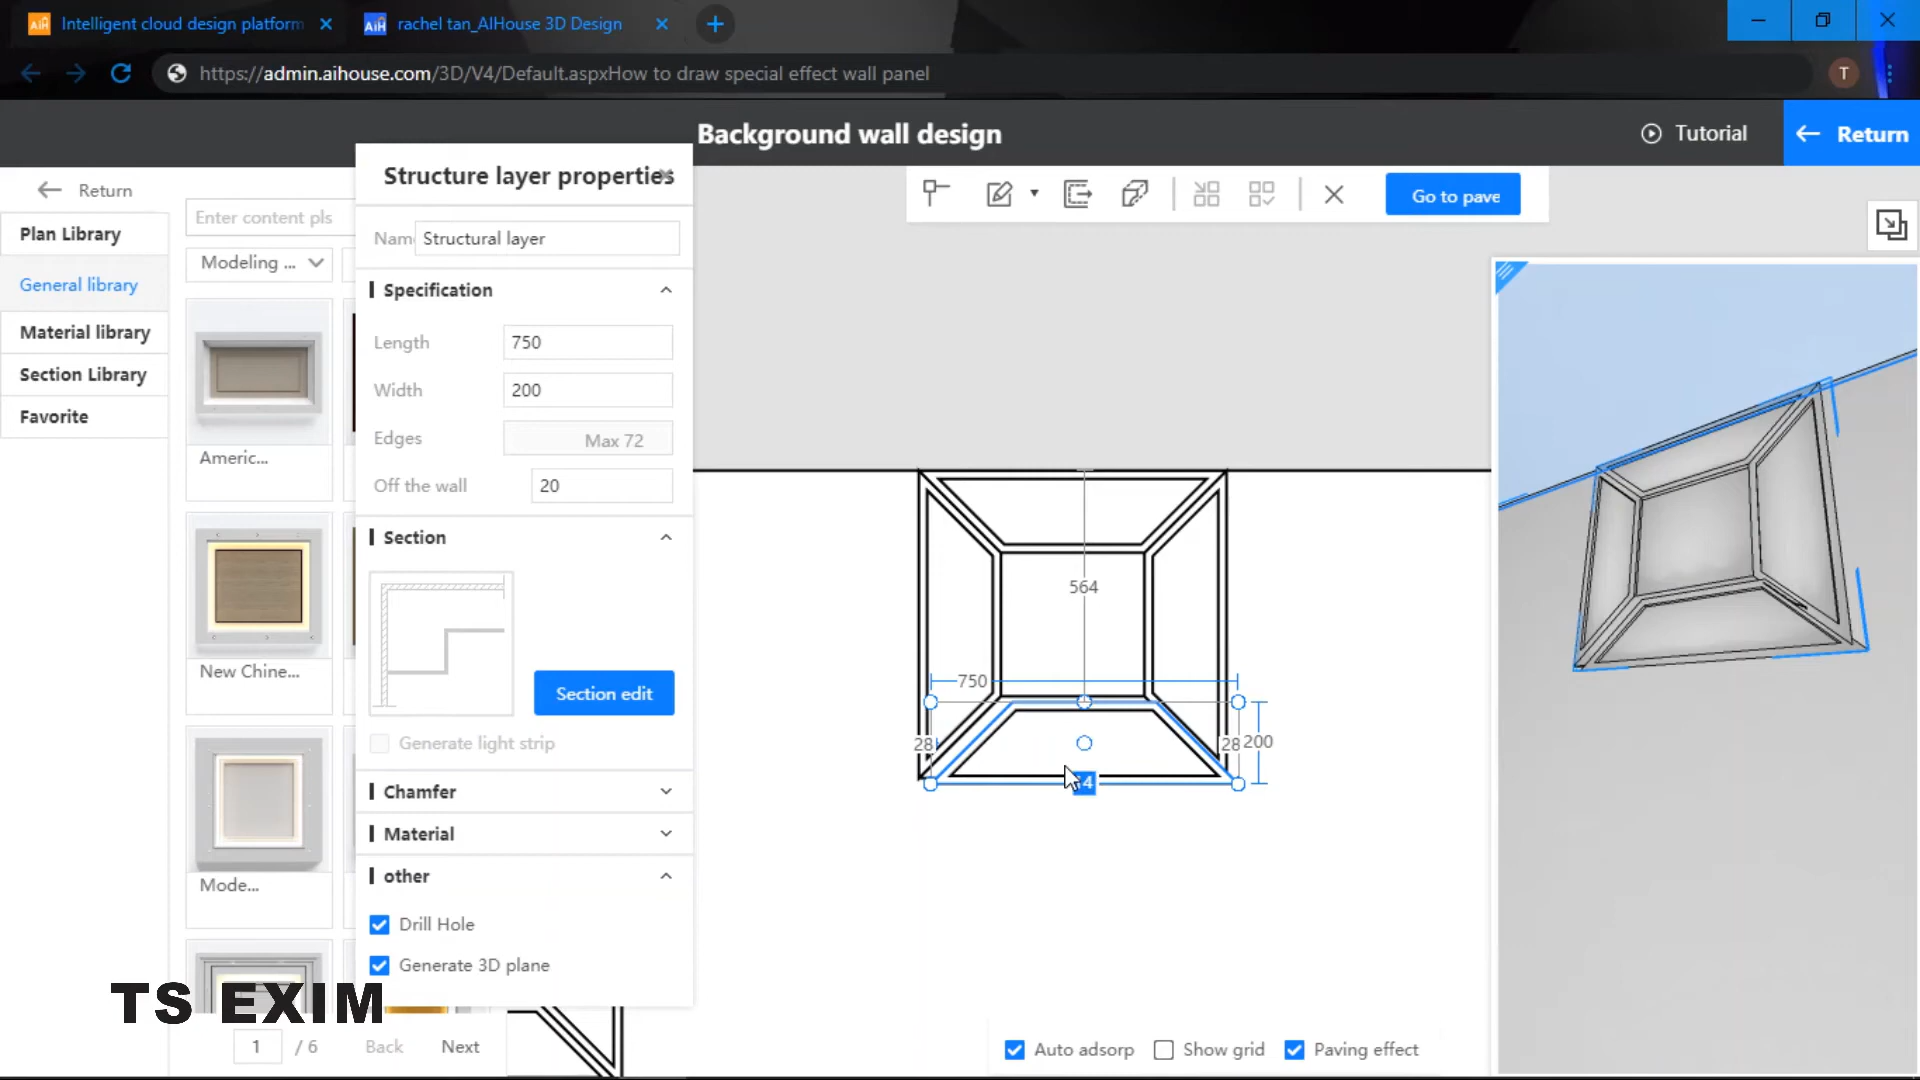 Intelligent cloud design platform
rachel tan_AIHouse 3D Design
https://admin.aihouse.com/3D/V4/Default.aspxHow to draw special effect wall panel
T
Background wall design
Tutorial
Return
Return
Plan Library
General library
Material library
Section Library
Favorite
Enter content pls
Modeling ...
Americ...
New Chine...
Mode...
1 / 6 Back Next
Structure layer properties
Name Structural layer
Specification
Length 750
Width 200
Edges Max 72
Off the wall 20
Section
Section edit
Generate light strip
Chamfer
Material
other
Drill Hole
Generate 3D plane
Go to pave
564
750
28
28
200
Auto adsorp
Show grid
Paving effect
TS EXIM